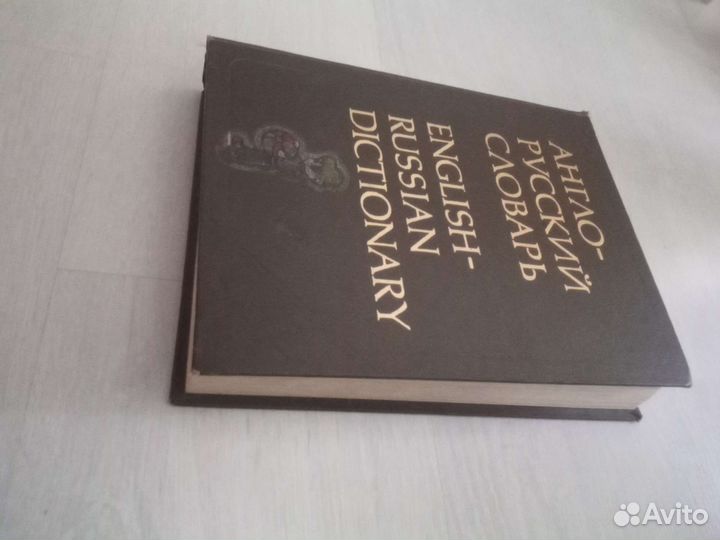 АНГЛО-
РУССКИЙ
СЛОВАРЬ
ENGLISH-
RUSSIAN
DICTIONARY
Avito